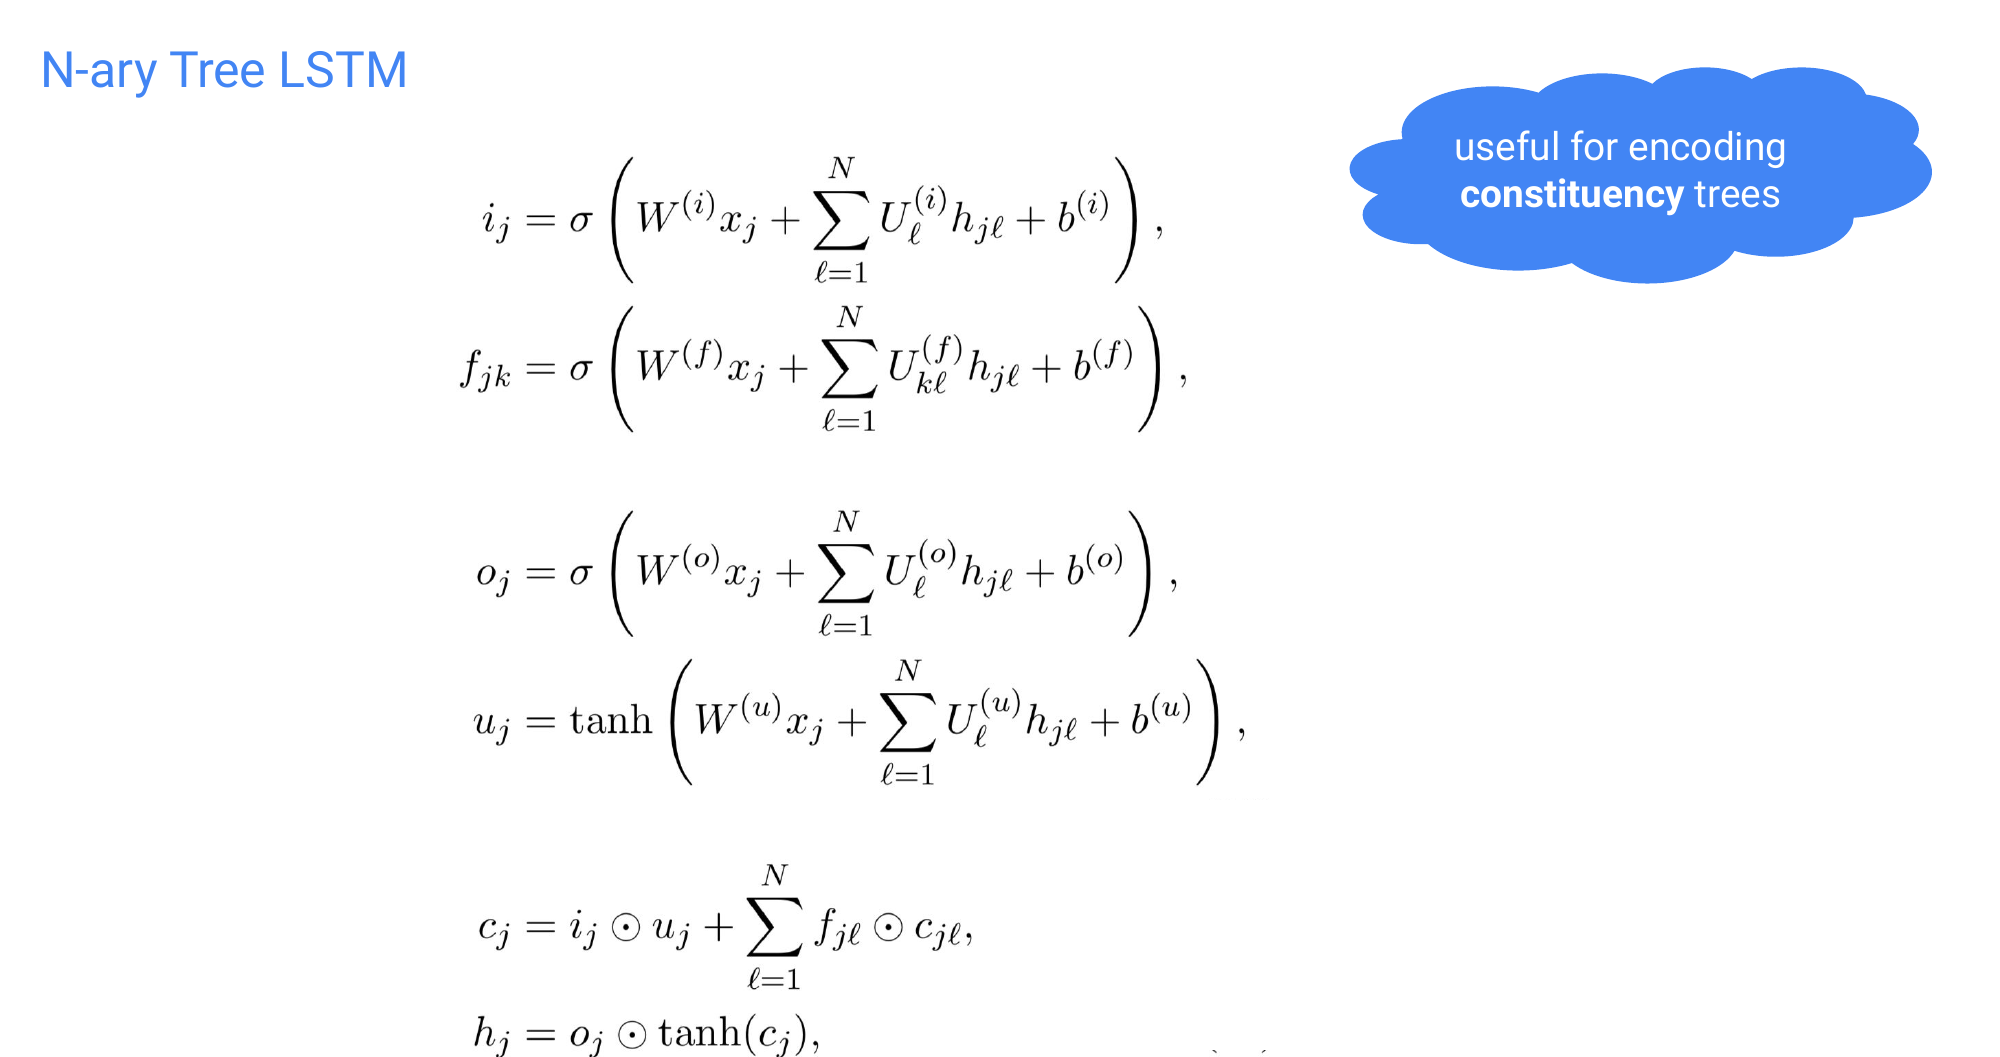 N-ary Tree LSTM
useful for encoding
constituency trees
$i_j = \sigma \left( W^{(i)} x_j + \sum_{\ell=1}^{N} U_\ell^{(i)} h_{j\ell} + b^{(i)} \right),$
$f_{jk} = \sigma \left( W^{(f)} x_j + \sum_{\ell=1}^{N} U_{k\ell}^{(f)} h_{j\ell} + b^{(f)} \right),$
$o_j = \sigma \left( W^{(o)} x_j + \sum_{\ell=1}^{N} U_\ell^{(o)} h_{j\ell} + b^{(o)} \right),$
$u_j = \tanh \left( W^{(u)} x_j + \sum_{\ell=1}^{N} U_\ell^{(u)} h_{j\ell} + b^{(u)} \right),$
$c_j = i_j \odot u_j + \sum_{\ell=1}^{N} f_{j\ell} \odot c_{j\ell},$
$h_j = o_j \odot \tanh(c_j),$